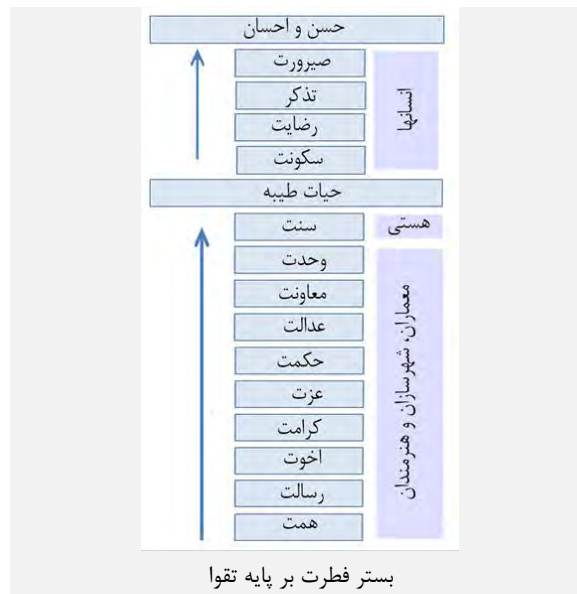 حسن و احسان
صیرورت
تذکر
رضایت
سکونت
انسانها
حیات طیبه
سنت
هستی
وحدت
معاونت
عدالت
حکمت
عزت
کرامت
اخوت
رسالت
همت
معماران، شهرسازان و هنرمندان
بستر فطرت بر پایه تقوا